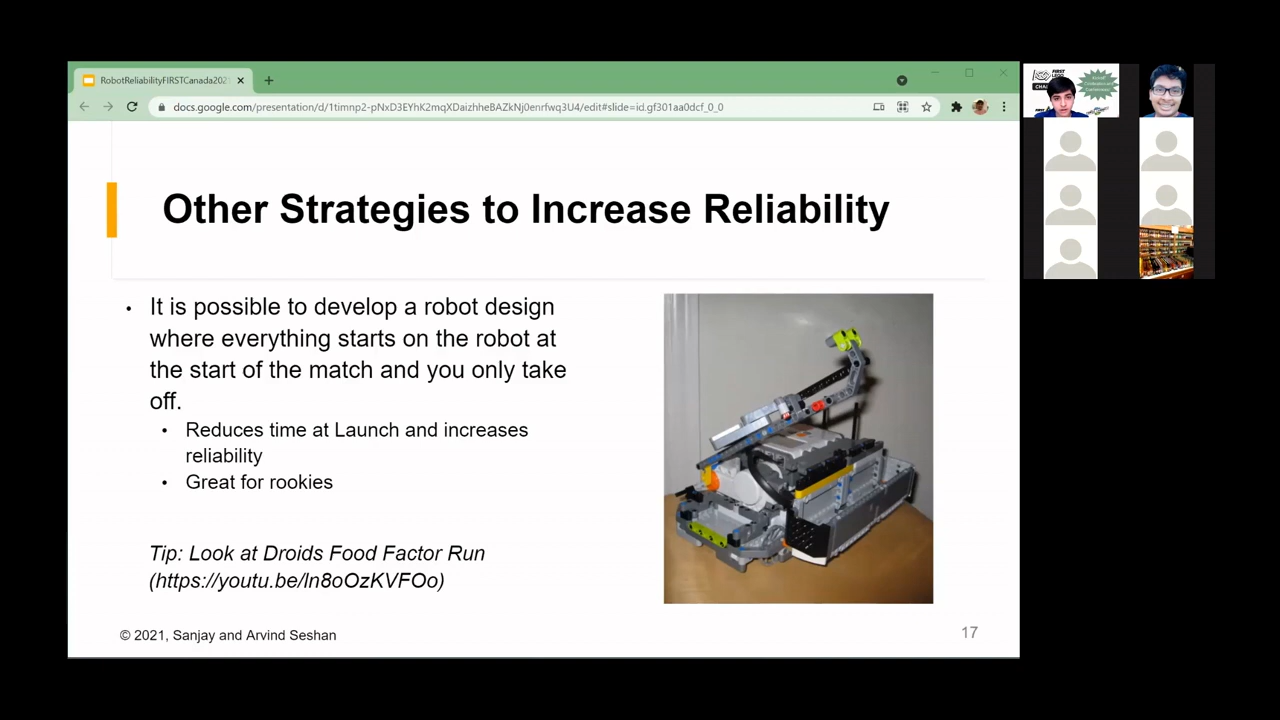 RobotReliabilityFIRSTCanada202
docs.google.com/presentation/d/1timnp2-pNxD3EYhK2mqXDaizhheBAZkNj0enrfwq3U4/edit#slide=id.gf301aa0dcf_0_0
Other Strategies to Increase Reliability
• It is possible to develop a robot design
where everything starts on the robot at
the start of the match and you only take
off.
• Reduces time at Launch and increases
reliability
• Great for rookies
Tip: Look at Droids Food Factor Run
(https://youtu.be/ln8oOzKVFOo)
© 2021, Sanjay and Arvind Seshan
17
FIRST